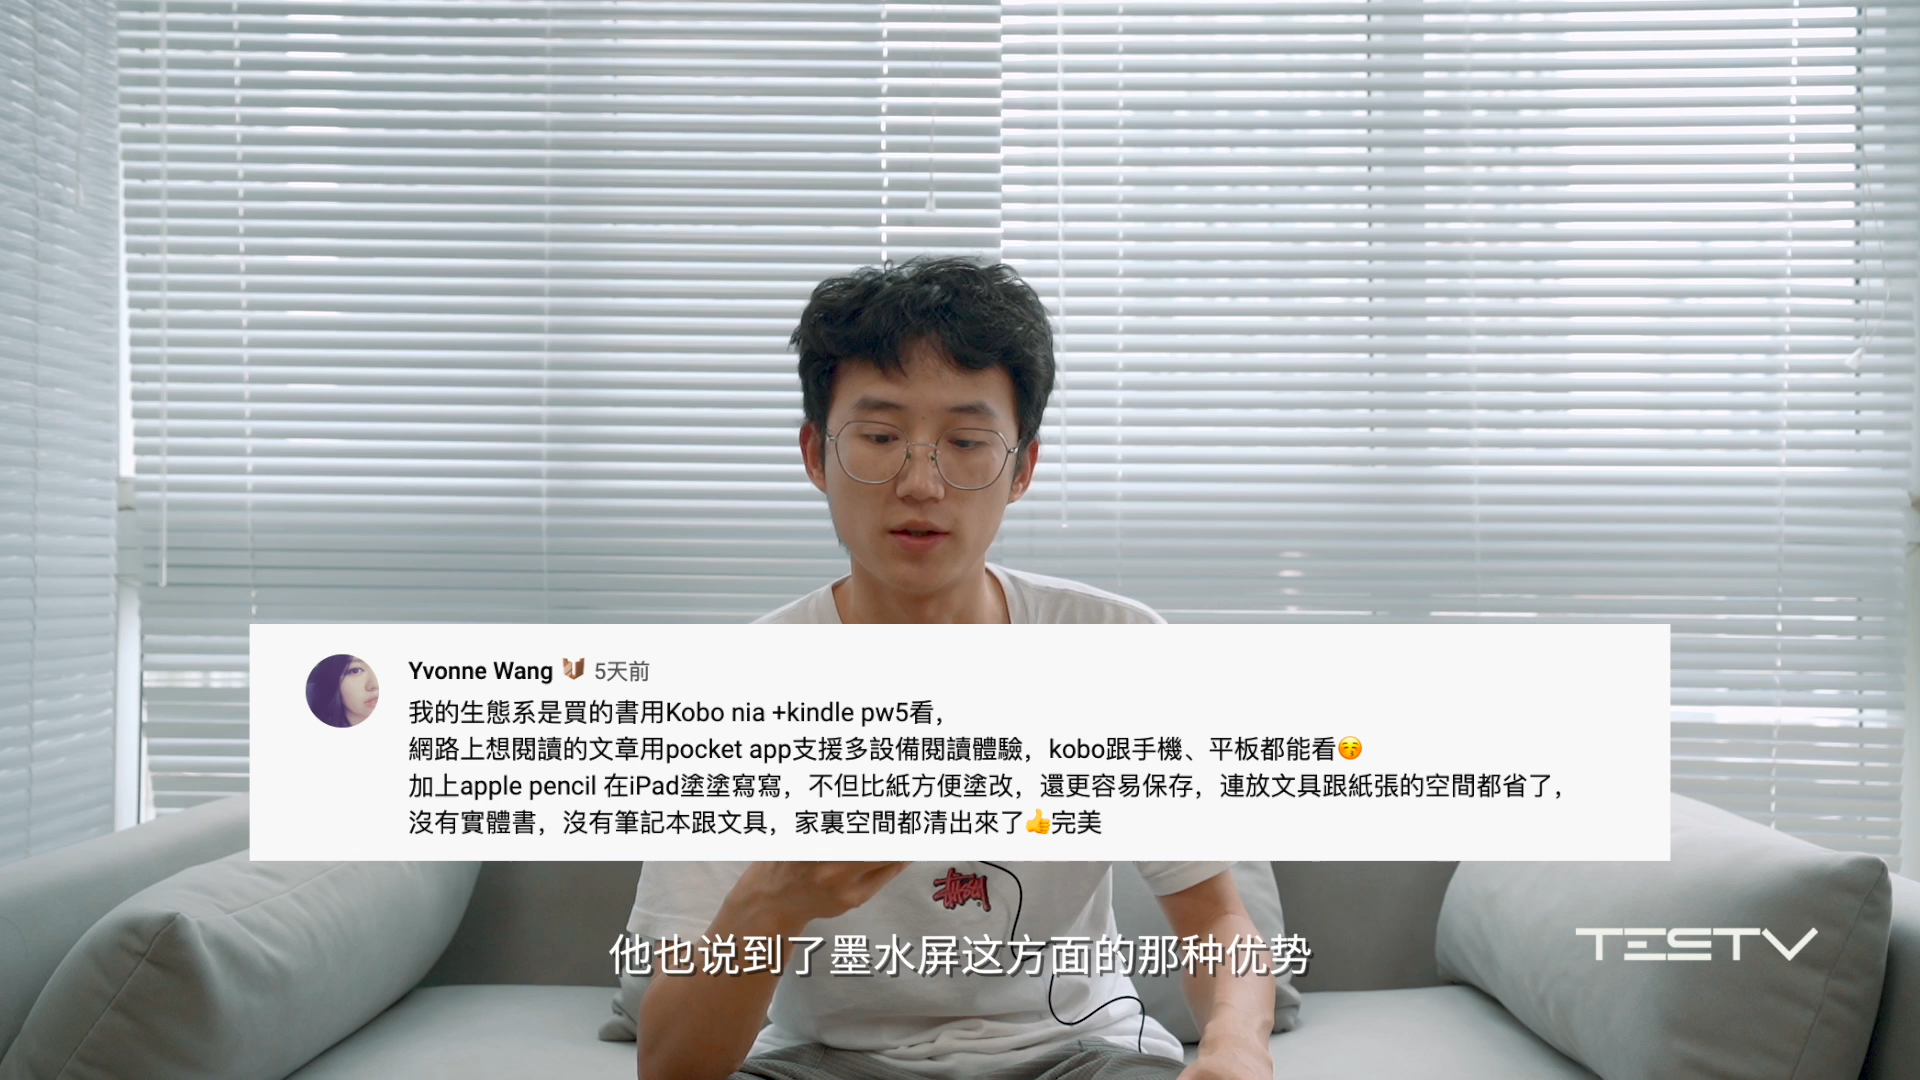 Yvonne Wang 5天前
我的生態系是買的書用Kobo nia +kindle pw5看，
網路上想閱讀的文章用pocket app支援多設備閱讀體驗，kobo跟手機、平板都能看😚
加上apple pencil 在iPad塗塗寫寫，不但比紙方便塗改，還更容易保存，連放文具跟紙張的空間都省了，
沒有實體書，沒有筆記本跟文具，家裏空間都清出來了👍完美
STUSSY
他也说到了墨水屏这方面的那种优势
TESTV